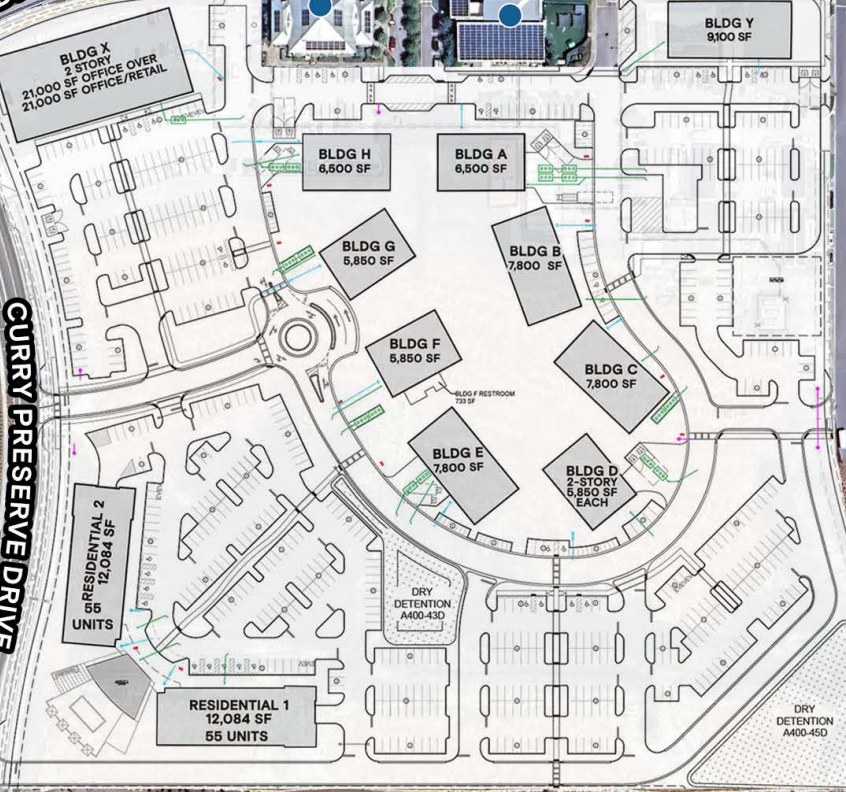 BLDG X
2 STORY
21,000 SF OFFICE OVER
21,000 SF OFFICE/RETAIL
BLDG Y
9,100 SF
BLDG H
6,500 SF
BLDG A
6,500 SF
BLDG G
5,850 SF
BLDG B
7,800 SF
BLDG F
5,850 SF
BLDG C
7,800 SF
BLDG F RESTROOM
733 SF
BLDG E
7,800 SF
BLDG D
2-STORY
5,850 SF
EACH
CURRY PRESERVE DRIVE
RESIDENTIAL 2
12,084 SF
55
UNITS
DRY
DETENTION
A400-43D
RESIDENTIAL 1
12,084 SF
55 UNITS
DRY
DETENTION
A400-45D